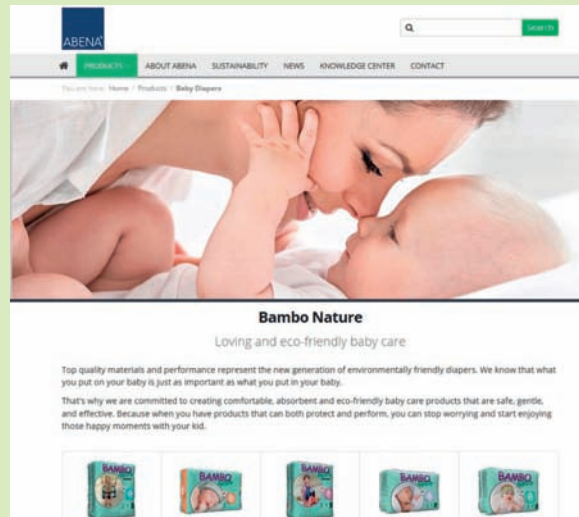 ABENA
Search
PRODUCTS ABOUT ABENA SUSTAINABILITY NEWS KNOWLEDGE CENTER CONTACT
You are here: Home / Products / Baby Diapers
Bambo Nature
Loving and eco-friendly baby care
Top quality materials and performance represent the new generation of environmentally friendly diapers. We know that what
you put on your baby is just as important as what you put in your baby.
That's why we are committed to creating comfortable, absorbent and eco-friendly baby care products that are safe, gentle,
and effective. Because when you have products that can both protect and perform, you can stop worrying and start enjoying
those happy moments with your kid.
BAMBO BAMBO BAMBO BAMBO BAMBO